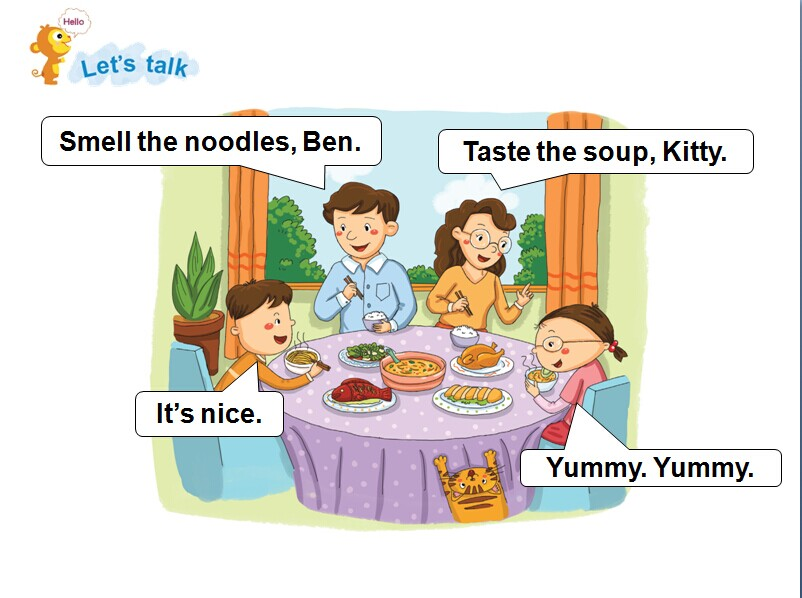 Hello
Let's talk
Smell the noodles, Ben.
Taste the soup, Kitty.
It's nice.
Yummy. Yummy.